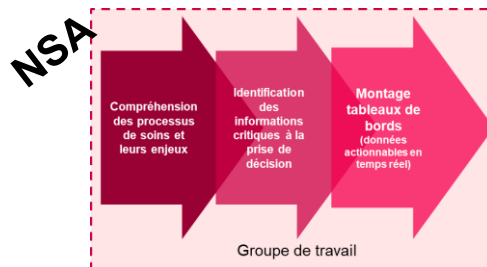 NSA
Compréhension
des processus
de soins et
leurs enjeux
Identification
des
informations
critiques à la
prise de
décision
Montage
tableaux de
bords
(données
actionnables en
temps réel)
Groupe de travail